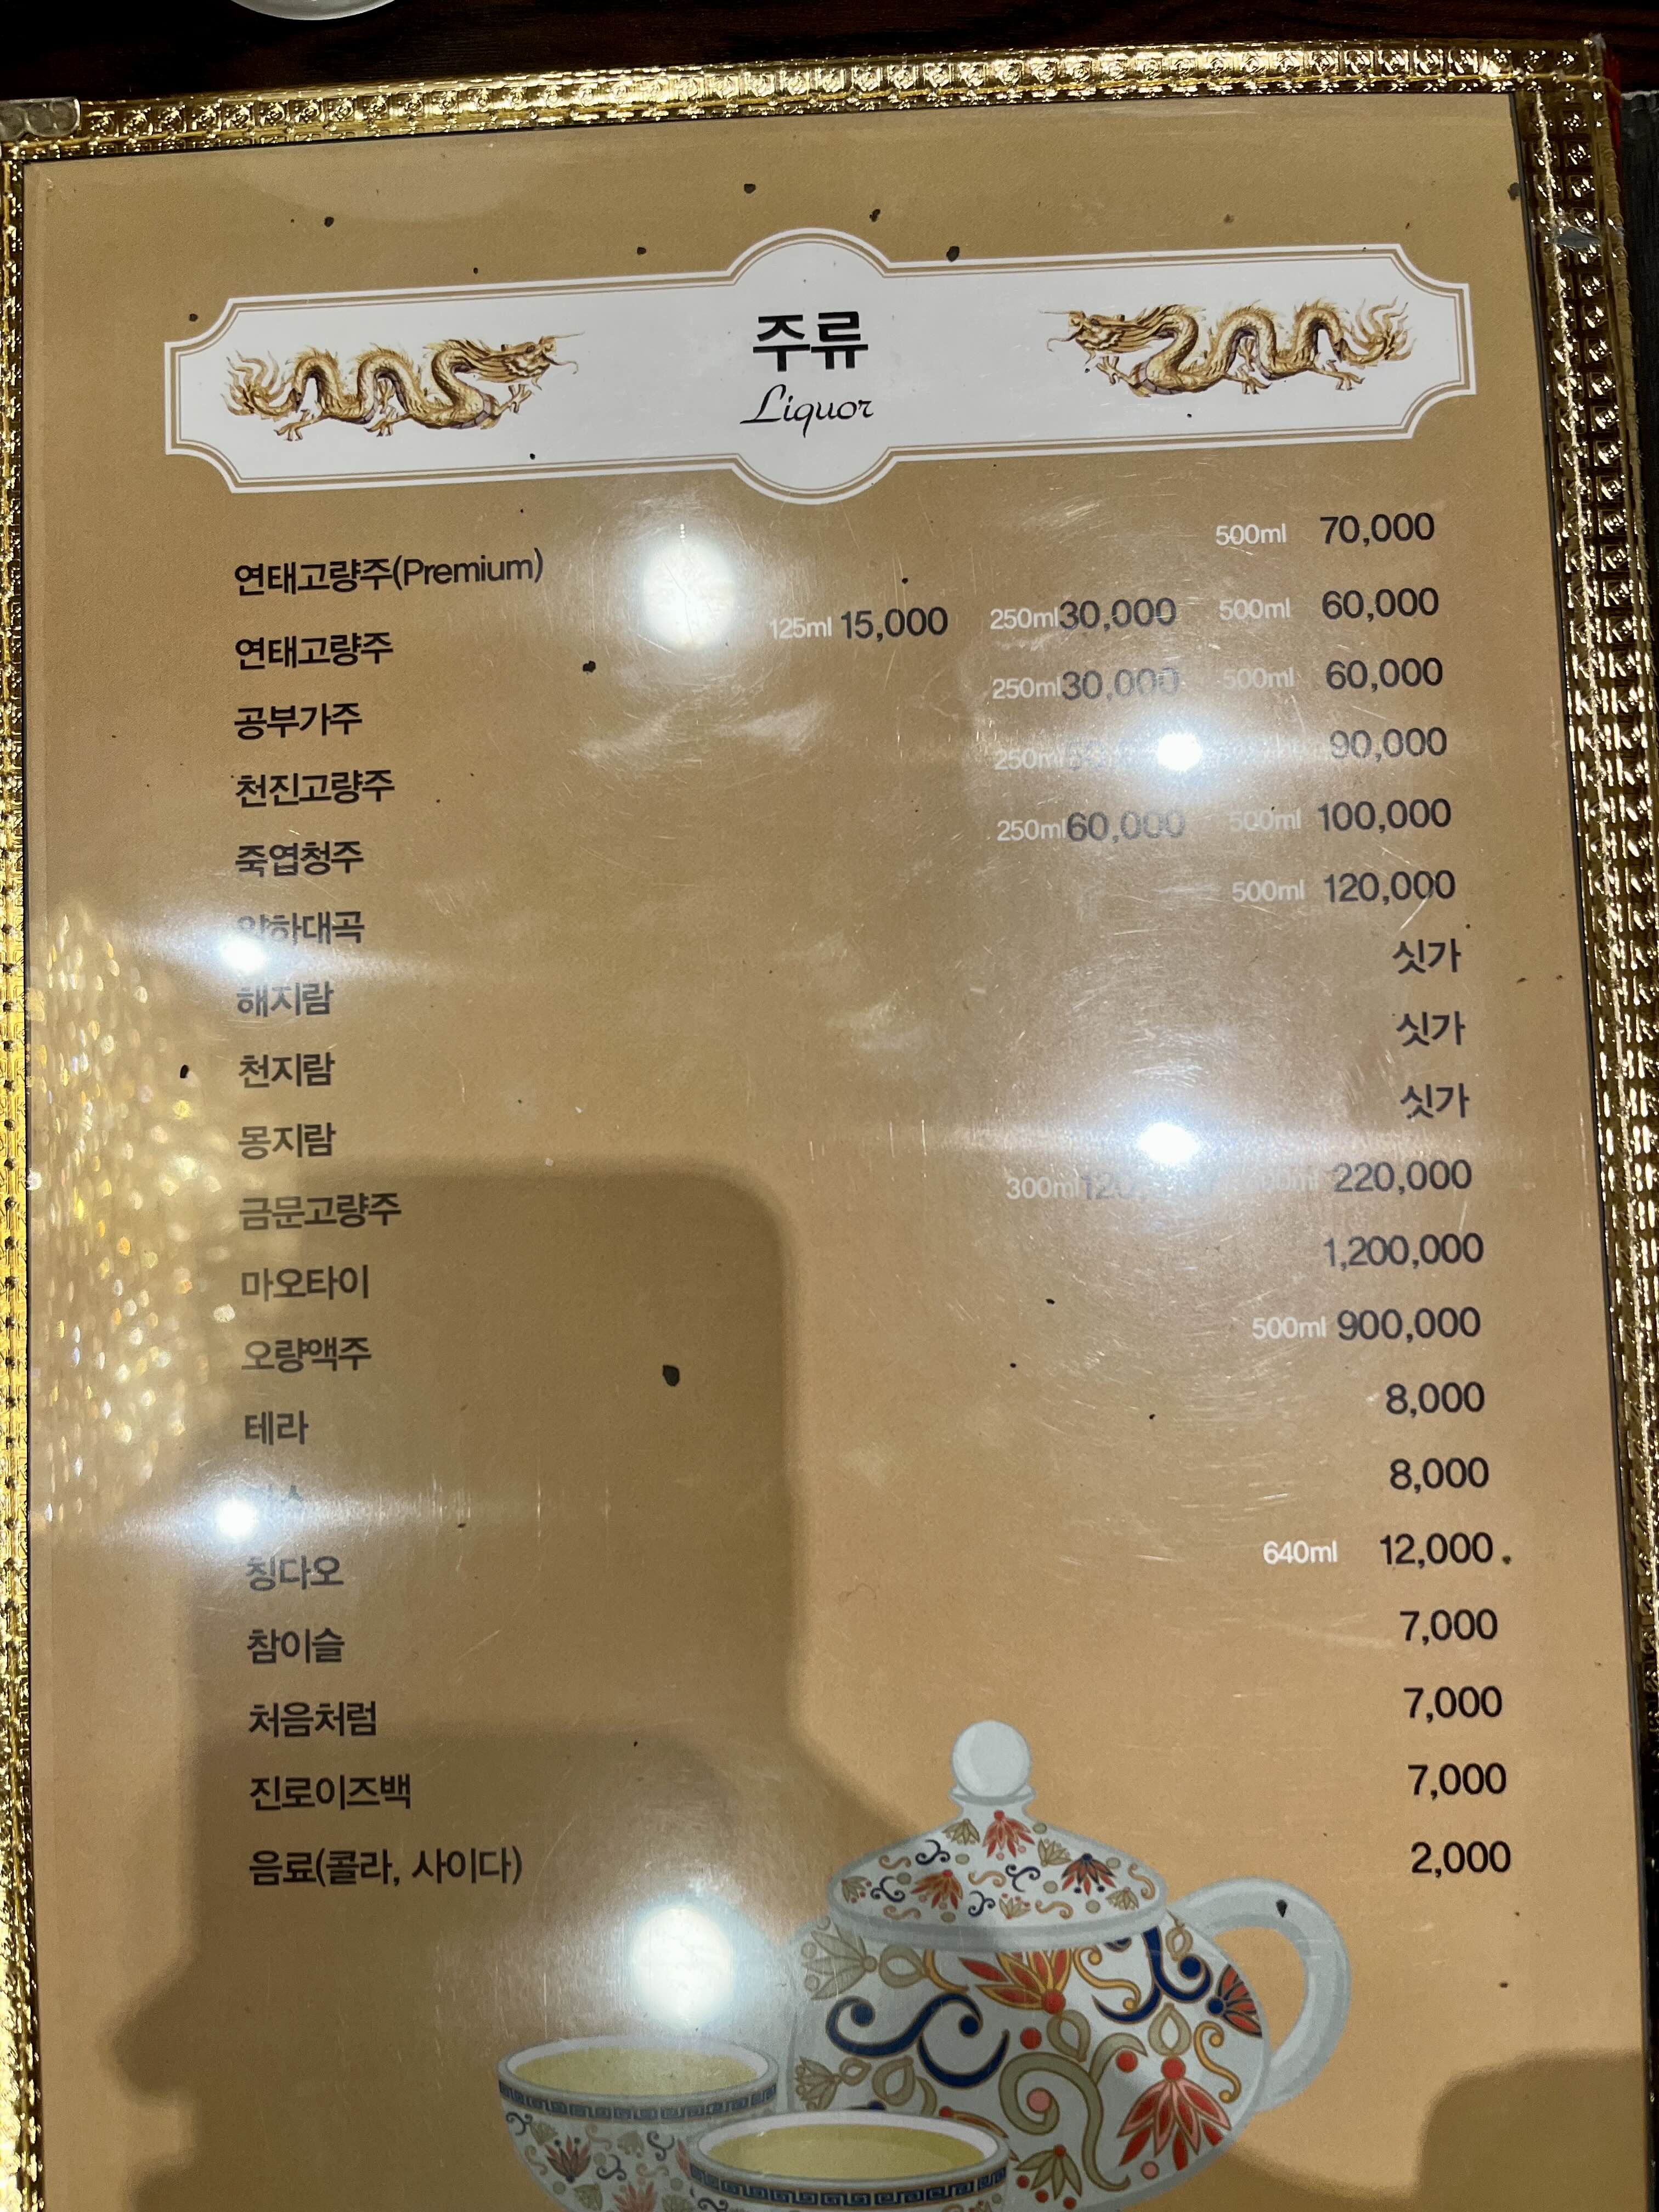 주류
Liquor
연태고량주(Premium) 500ml 70,000
연태고량주 125ml 15,000 250ml 30,000 500ml 60,000
공부가주 250ml 30,000 500ml 60,000
천진고량주 250ml 90,000
죽엽청주 250ml 60,000 500ml 100,000
양하대곡 500ml 120,000
해지람 싯가
천지람 싯가
몽지람 싯가
금문고량주 300ml 220,000
마오타이 1,200,000
오량액주 500ml 900,000
테라 8,000
8,000
칭다오 640ml 12,000
참이슬 7,000
처음처럼 7,000
진로이즈백 7,000
음료(콜라, 사이다) 2,000